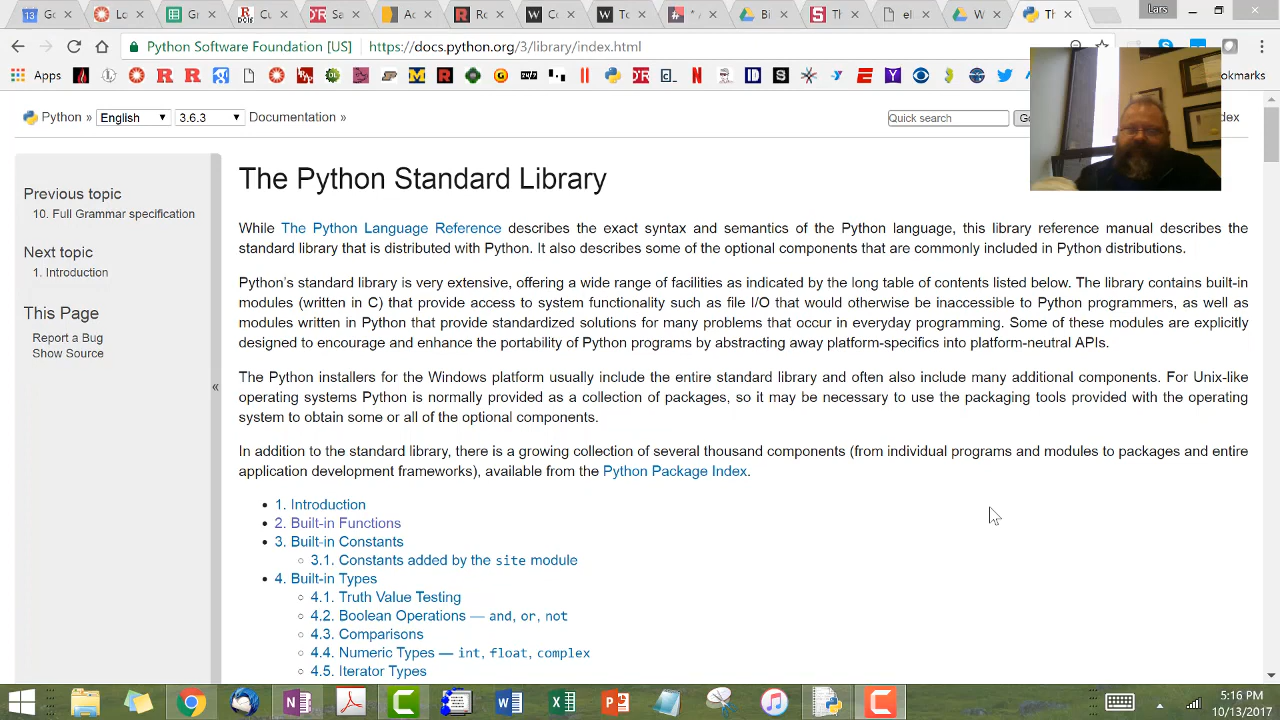 Lars
Python Software Foundation [US] https://docs.python.org/3/library/index.html
Apps
Python » English 3.6.3 Documentation »
Quick search
The Python Standard Library
Previous topic
10. Full Grammar specification
Next topic
1. Introduction
This Page
Report a Bug
Show Source
«
While The Python Language Reference describes the exact syntax and semantics of the Python language, this library reference manual describes the
standard library that is distributed with Python. It also describes some of the optional components that are commonly included in Python distributions.
Python's standard library is very extensive, offering a wide range of facilities as indicated by the long table of contents listed below. The library contains built-in
modules (written in C) that provide access to system functionality such as file I/O that would otherwise be inaccessible to Python programmers, as well as
modules written in Python that provide standardized solutions for many problems that occur in everyday programming. Some of these modules are explicitly
designed to encourage and enhance the portability of Python programs by abstracting away platform-specifics into platform-neutral APIs.
The Python installers for the Windows platform usually include the entire standard library and often also include many additional components. For Unix-like
operating systems Python is normally provided as a collection of packages, so it may be necessary to use the packaging tools provided with the operating
system to obtain some or all of the optional components.
In addition to the standard library, there is a growing collection of several thousand components (from individual programs and modules to packages and entire
application development frameworks), available from the Python Package Index.
1. Introduction
2. Built-in Functions
3. Built-in Constants
3.1. Constants added by the site module
4. Built-in Types
4.1. Truth Value Testing
4.2. Boolean Operations — and, or, not
4.3. Comparisons
4.4. Numeric Types — int, float, complex
4.5. Iterator Types
5:16 PM
10/13/2017